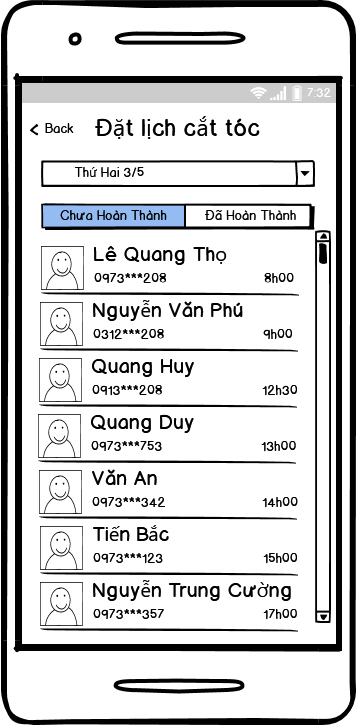 7:32
Back Đặt lịch cắt tóc
Thứ Hai 3/5
Chưa Hoàn Thành Đã Hoàn Thành
Lê Quang Thọ
0973***208 8h00
Nguyễn Văn Phú
0312***208 9h00
Quang Huy
0913***208 12h30
Quang Duy
0973***753 13h00
Văn An
0973***342 14h00
Tiến Bắc
0973***123 15h00
Nguyễn Trung Cường
0973***357 17h00